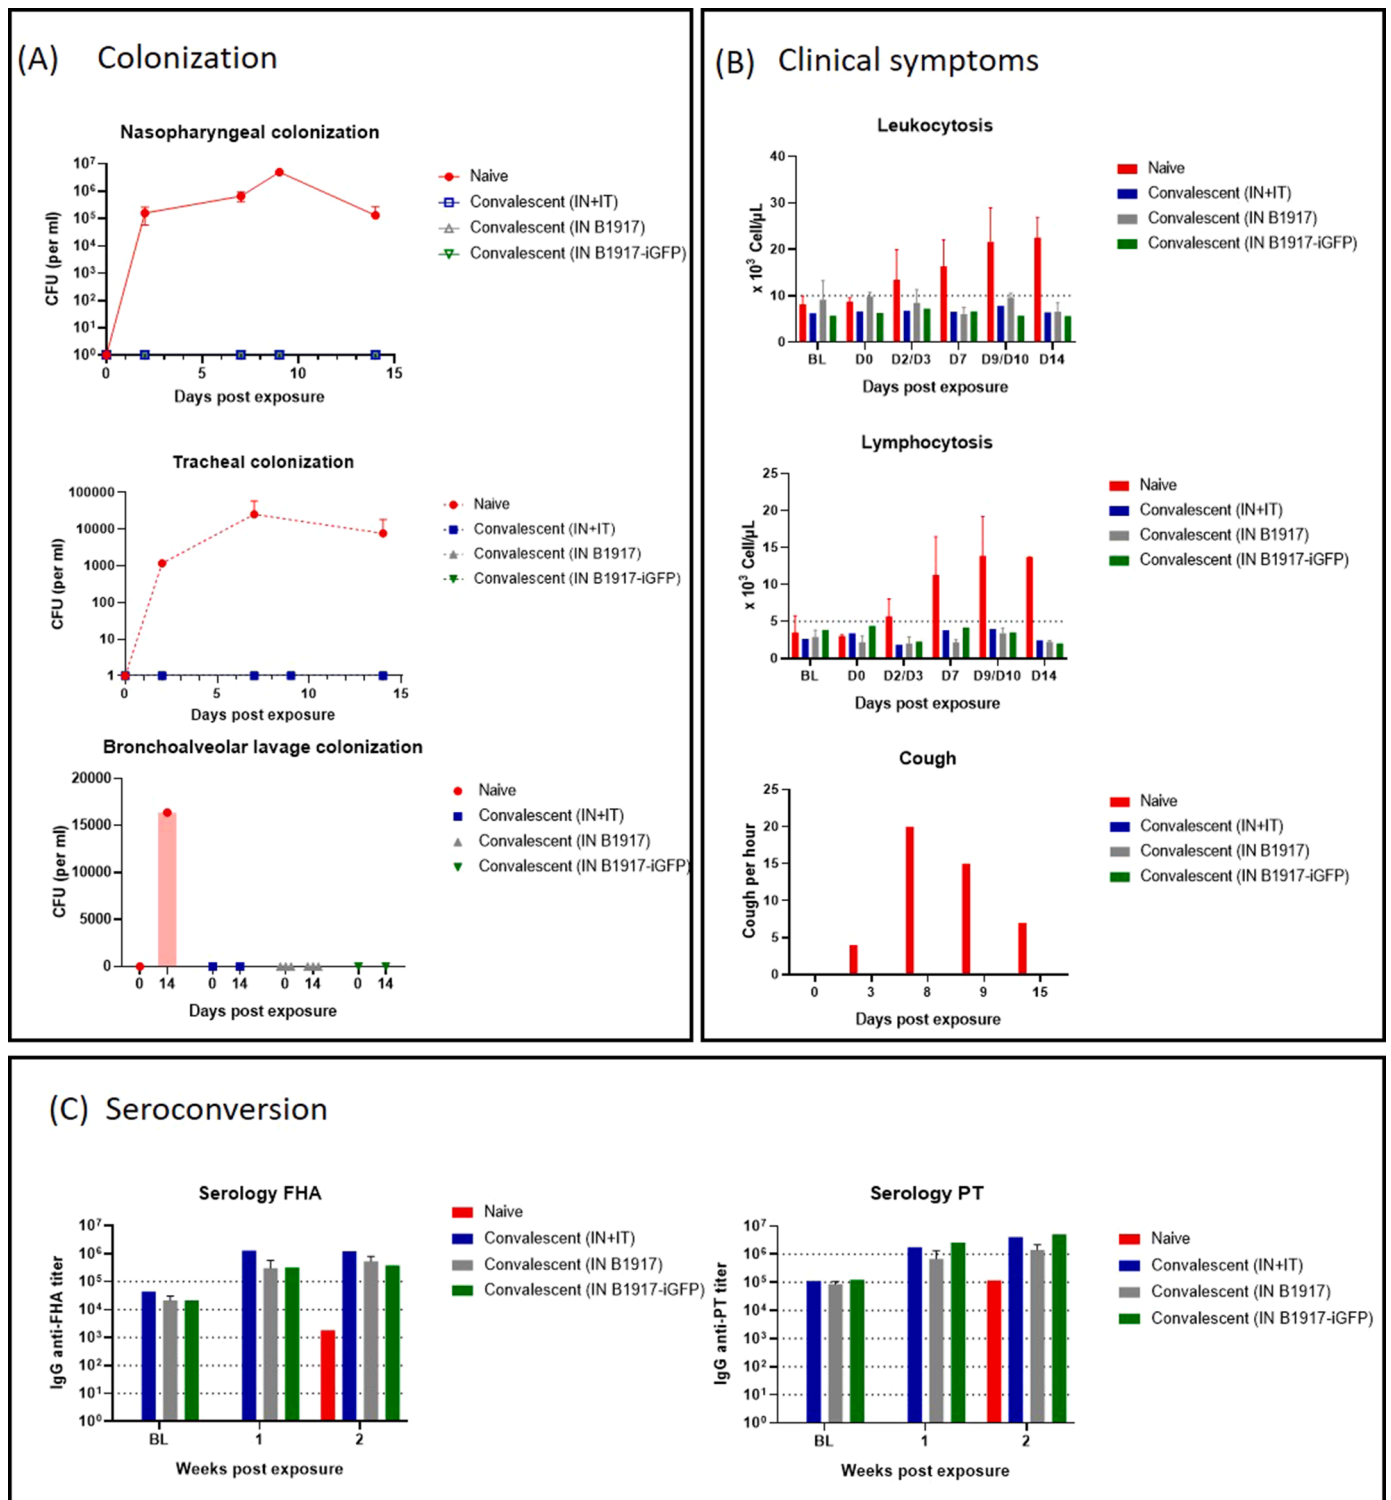 (A) Colonization
Nasopharyngeal colonization
10⁷
10⁶
10⁵
10⁴
10³
10²
10¹
10⁰
CFU (per ml)
0 5 10 15
Days post exposure
Naive
Convalescent (IN+IT)
Convalescent (IN B1917)
Convalescent (IN B1917-iGFP)
Tracheal colonization
100000
10000
1000
100
10
1
CFU (per ml)
0 5 10 15
Days post exposure
Naive
Convalescent (IN+IT)
Convalescent (IN B1917)
Convalescent (IN B1917-iGFP)
Bronchoalveolar lavage colonization
20000
15000
10000
5000
0
CFU (per ml)
0 14 0 14 0 14 0 14
Days post exposure
Naive
Convalescent (IN+IT)
Convalescent (IN B1917)
Convalescent (IN B1917-iGFP)
(B) Clinical symptoms
Leukocytosis
40
30
20
10
0
x 10³ Cell/µL
BL D0 D2/D3 D7 D9/D10 D14
Days post exposure
Naive
Convalescent (IN+IT)
Convalescent (IN B1917)
Convalescent (IN B1917-iGFP)
Lymphocytosis
25
20
15
10
5
0
x 10³ Cell/µL
BL D0 D2/D3 D7 D9/D10 D14
Days post exposure
Naive
Convalescent (IN+IT)
Convalescent (IN B1917)
Convalescent (IN B1917-iGFP)
Cough
25
20
15
10
5
0
Cough per hour
0 3 8 9 15
Days post exposure
Naive
Convalescent (IN+IT)
Convalescent (IN B1917)
Convalescent (IN B1917-iGFP)
(C) Seroconversion
Serology FHA
10⁷
10⁶
10⁵
10⁴
10³
10²
10¹
10⁰
IgG anti-FHA titer
BL 1 2
Weeks post exposure
Naive
Convalescent (IN+IT)
Convalescent (IN B1917)
Convalescent (IN B1917-iGFP)
Serology PT
10⁷
10⁶
10⁵
10⁴
10³
10²
10¹
10⁰
IgG anti-PT titer
BL 1 2
Weeks post exposure
Naive
Convalescent (IN+IT)
Convalescent (IN B1917)
Convalescent (IN B1917-iGFP)